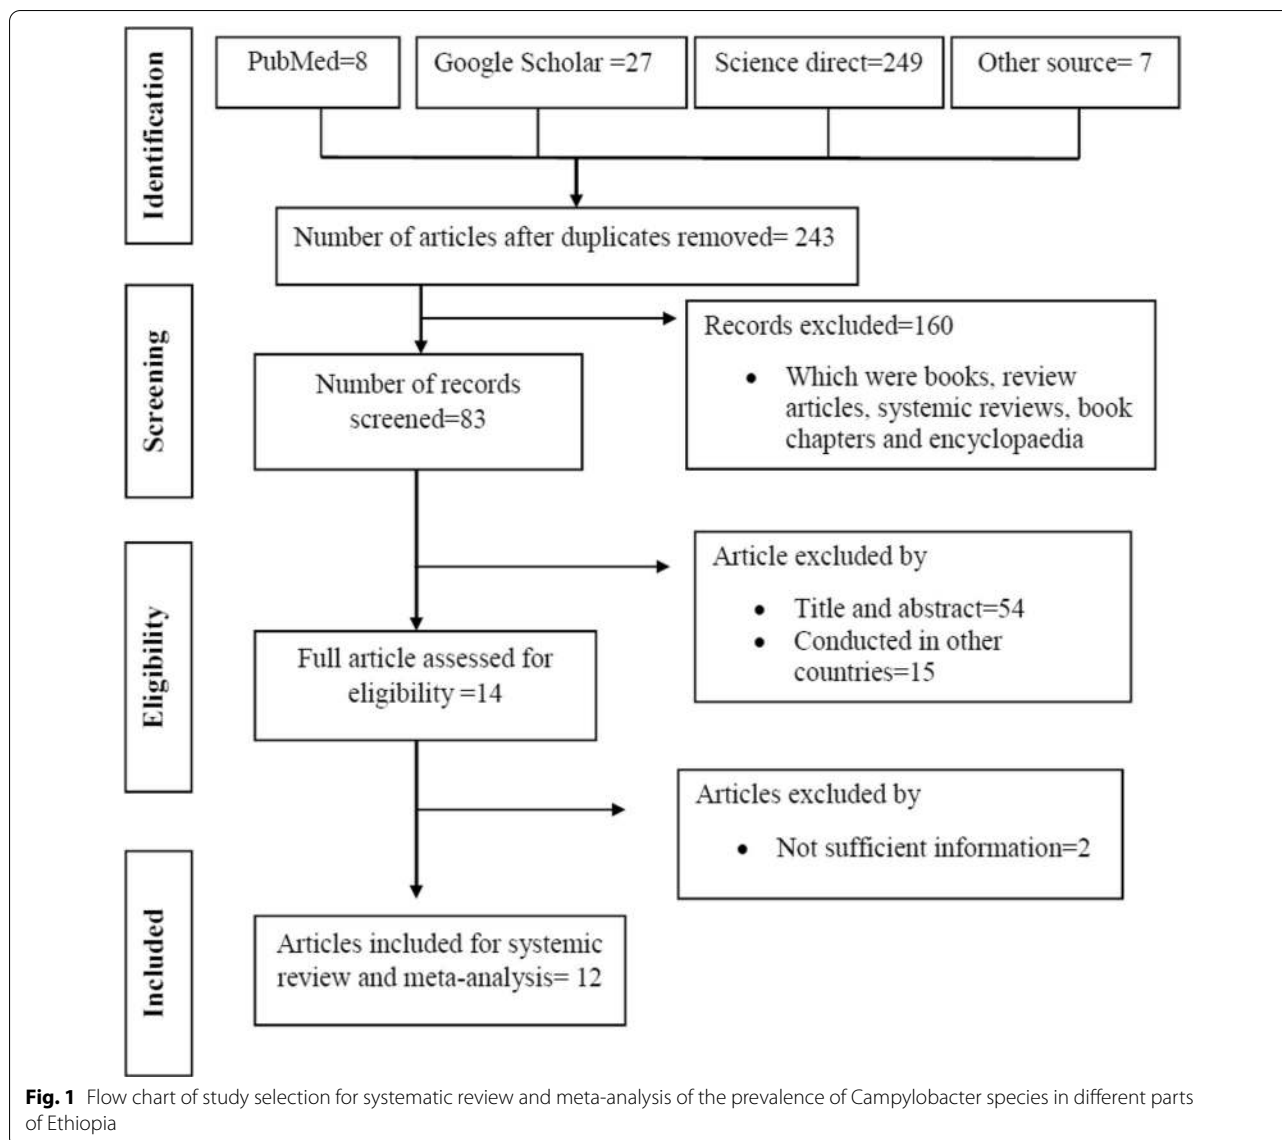 Identification
PubMed=8
Google Scholar =27
Science direct=249
Other source= 7
Number of articles after duplicates removed= 243
Screening
Records excluded=160
• Which were books, review
articles, systemic reviews, book
chapters and encyclopaedia
Number of records
screened=83
Eligibility
Article excluded by
• Title and abstract=54
• Conducted in other
countries=15
Full article assessed for
eligibility =14
Articles excluded by
• Not sufficient information=2
Included
Articles included for systemic
review and meta-analysis= 12
Fig. 1 Flow chart of study selection for systematic review and meta-analysis of the prevalence of Campylobacter species in different parts
of Ethiopia